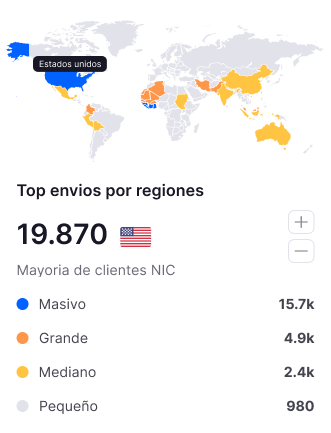 Estados unidos
Top envios por regiones
19.870
Mayoria de clientes NIC
Masivo 15.7k
Grande 4.9k
Mediano 2.4k
Pequeño 980